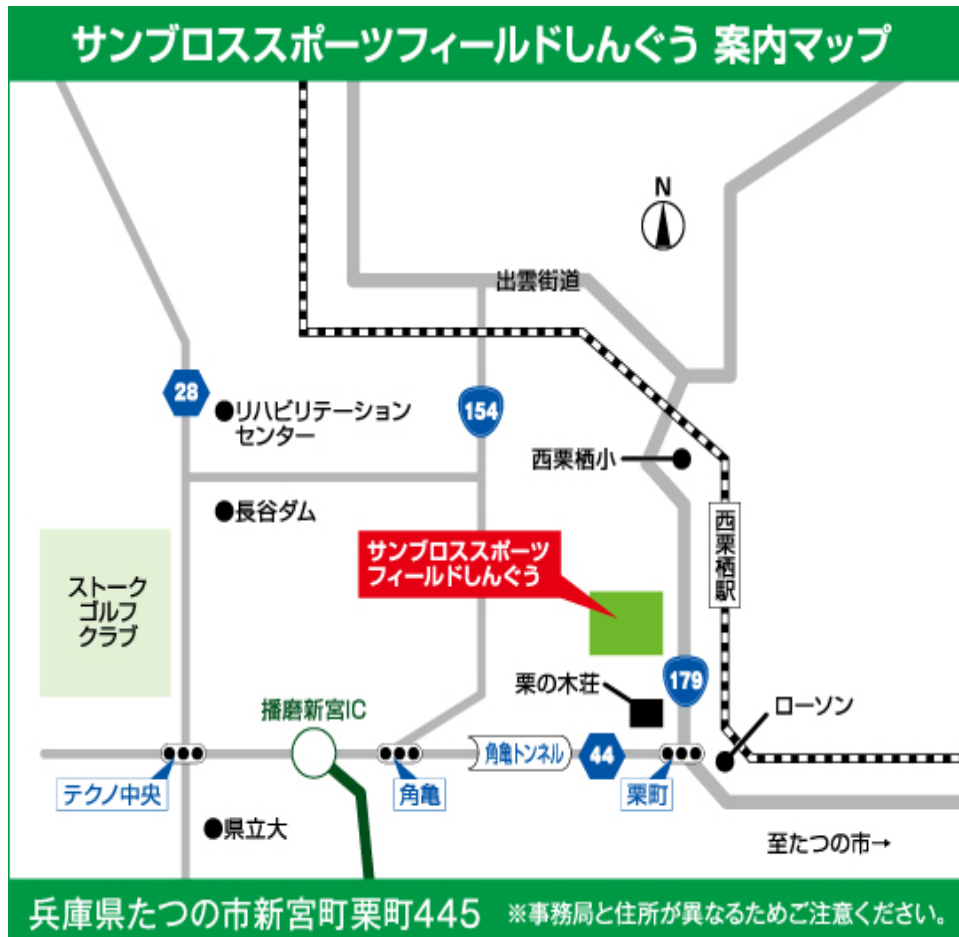 サンブロススポーツフィールドしんぐう 案内マップ
N
出雲街道
28
リハビリテーション
センター
154
西栗栖小
長谷ダム
西栗栖駅
サンブロススポーツ
フィールドしんぐう
ストーク
ゴルフ
クラブ
栗の木荘
179
播磨新宮IC
ローソン
角亀トンネル
44
テクノ中央
角亀
栗町
県立大
至たつの市→
兵庫県たつの市新宮町栗町445 ※事務局と住所が異なるためご注意ください。